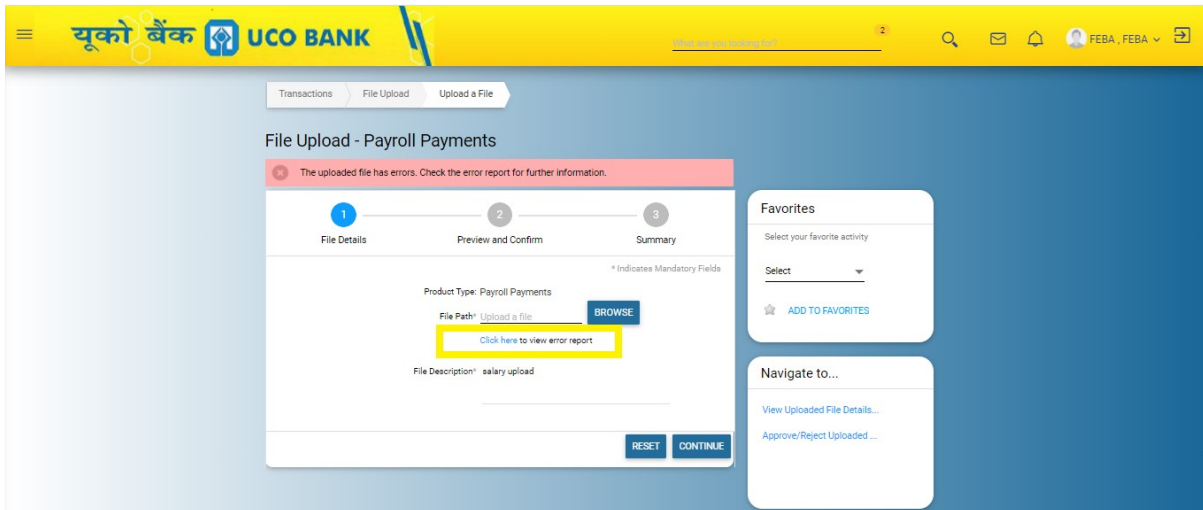 यूको बैंक UCO BANK
What are you looking for?
2
FEBA , FEBA
Transactions File Upload Upload a File
File Upload - Payroll Payments
The uploaded file has errors. Check the error report for further information.
1 2 3
File Details Preview and Confirm Summary
* Indicates Mandatory Fields
Product Type: Payroll Payments
File Path* Upload a file BROWSE
Click here to view error report
File Description* salary upload
RESET CONTINUE
Favorites
Select your favorite activity
Select
ADD TO FAVORITES
Navigate to...
View Uploaded File Details...
Approve/Reject Uploaded ...